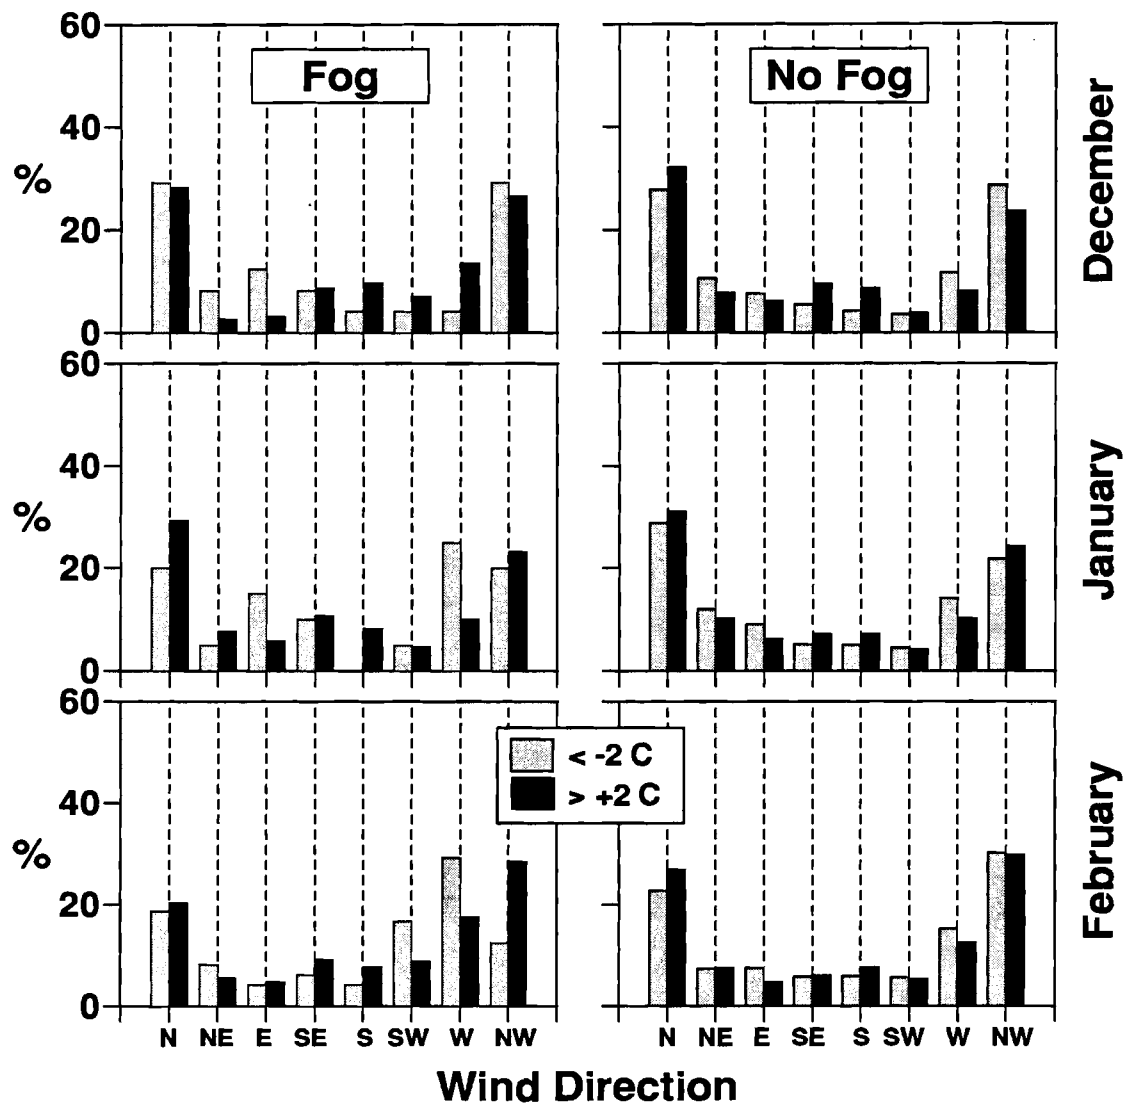 Fog
No Fog
60
40
%
20
0
December
60
40
%
20
0
January
60
40
%
20
0
February
< -2 C
> +2 C
N NE E SE S SW W NW
N NE E SE S SW W NW
Wind Direction